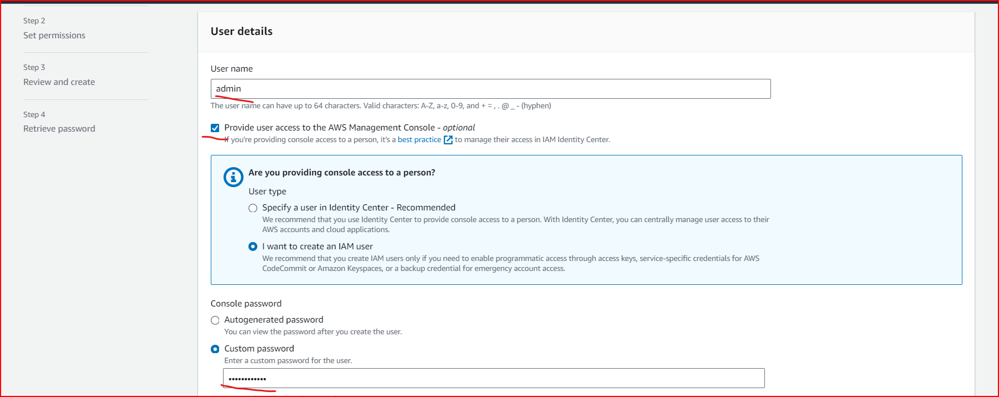 Step 2
Set permissions
Step 3
Review and create
Step 4
Retrieve password
User details
User name
admin
The user name can have up to 64 characters. Valid characters: A-Z, a-z, 0-9, and + = , . @ _ - (hyphen)
Provide user access to the AWS Management Console - optional
If you're providing console access to a person, it's a best practice to manage their access in IAM Identity Center.
Are you providing console access to a person?
User type
Specify a user in Identity Center - Recommended
We recommend that you use Identity Center to provide console access to a person. With Identity Center, you can centrally manage user access to their
AWS accounts and cloud applications.
I want to create an IAM user
We recommend that you create IAM users only if you need to enable programmatic access through access keys, service-specific credentials for AWS
CodeCommit or Amazon Keyspaces, or a backup credential for emergency account access.
Console password
Autogenerated password
You can view the password after you create the user.
Custom password
Enter a custom password for the user.
••••••••••••